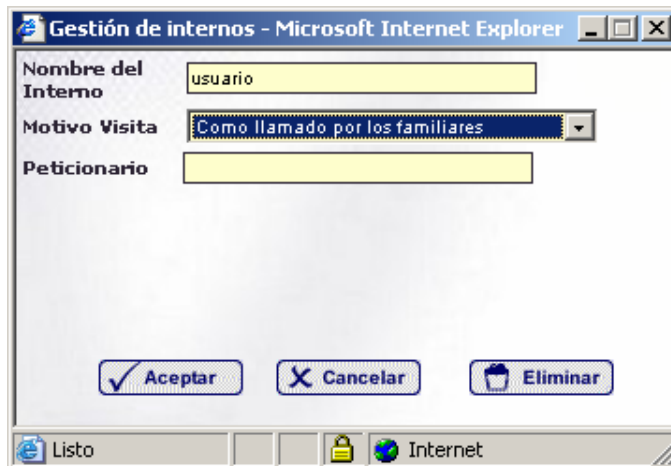 Gestión de internos - Microsoft Internet Explorer
Nombre del
Interno
usuario
Motivo Visita
Como llamado por los familiares
Peticionario
Aceptar
Cancelar
Eliminar
Listo
Internet